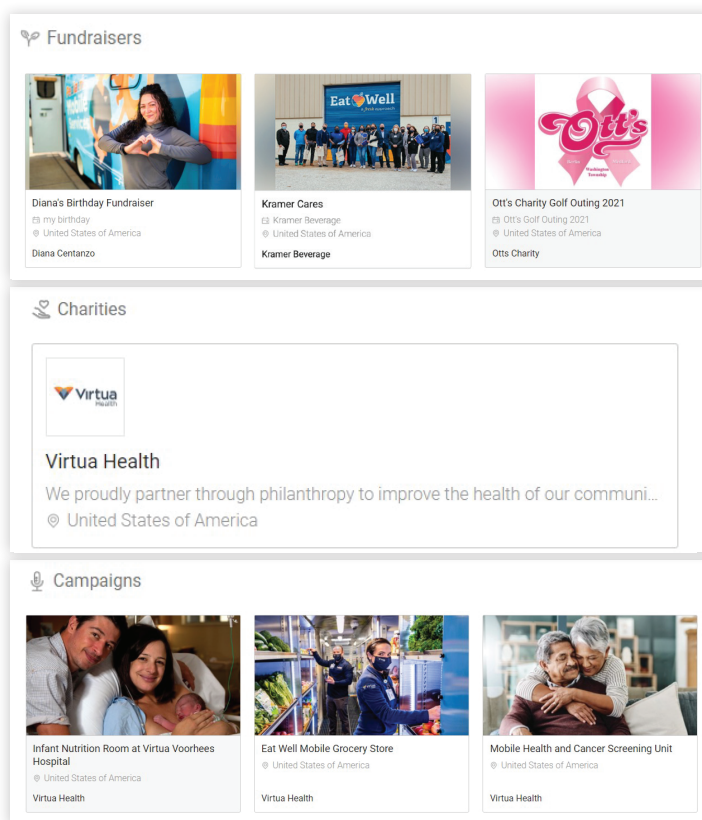 Fundraisers
Eat Well
Ott's
Washington
Township
Diana's Birthday Fundraiser
my birthday
United States of America
Diana Centanzo
Kramer Cares
Kramer Beverage
United States of America
Kramer Beverage
Ott's Charity Golf Outing 2021
Ott's Golf Outing 2021
United States of America
Otts Charity
Charities
Virtua
Health
Virtua Health
We proudly partner through philanthropy to improve the health of our communi...
United States of America
Campaigns
Infant Nutrition Room at Virtua Voorhees
Hospital
United States of America
Virtua Health
Eat Well Mobile Grocery Store
United States of America
Virtua Health
Mobile Health and Cancer Screening Unit
United States of America
Virtua Health